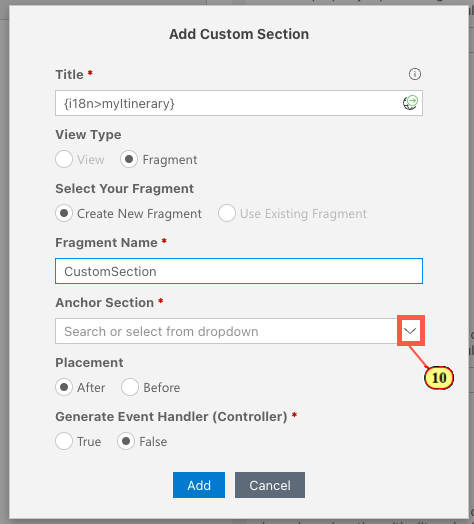 Add Custom Section
Title *
{i18n>myItinerary}
View Type
View Fragment
Select Your Fragment
Create New Fragment Use Existing Fragment
Fragment Name *
CustomSection
Anchor Section *
Search or select from dropdown
10
Placement
After Before
Generate Event Handler (Controller) *
True False
Add Cancel